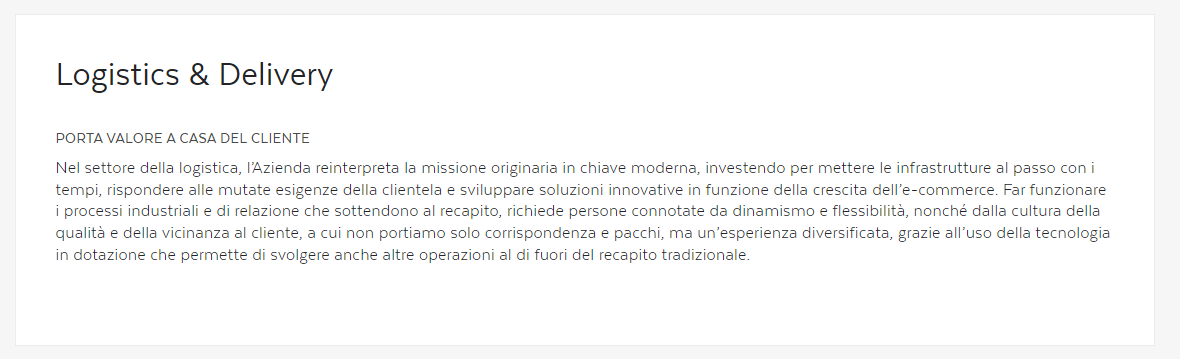 Logistics & Delivery
PORTA VALORE A CASA DEL CLIENTE
Nel settore della logistica, l'Azienda reinterpreta la missione originaria in chiave moderna, investendo per mettere le infrastrutture al passo con i
tempi, rispondere alle mutate esigenze della clientela e sviluppare soluzioni innovative in funzione della crescita dell'e-commerce. Far funzionare
i processi industriali e di relazione che sottendono al recapito, richiede persone connotate da dinamismo e flessibilità, nonché dalla cultura della
qualità e della vicinanza al cliente, a cui non portiamo solo corrispondenza e pacchi, ma un'esperienza diversificata, grazie all'uso della tecnologia
in dotazione che permette di svolgere anche altre operazioni al di fuori del recapito tradizionale.